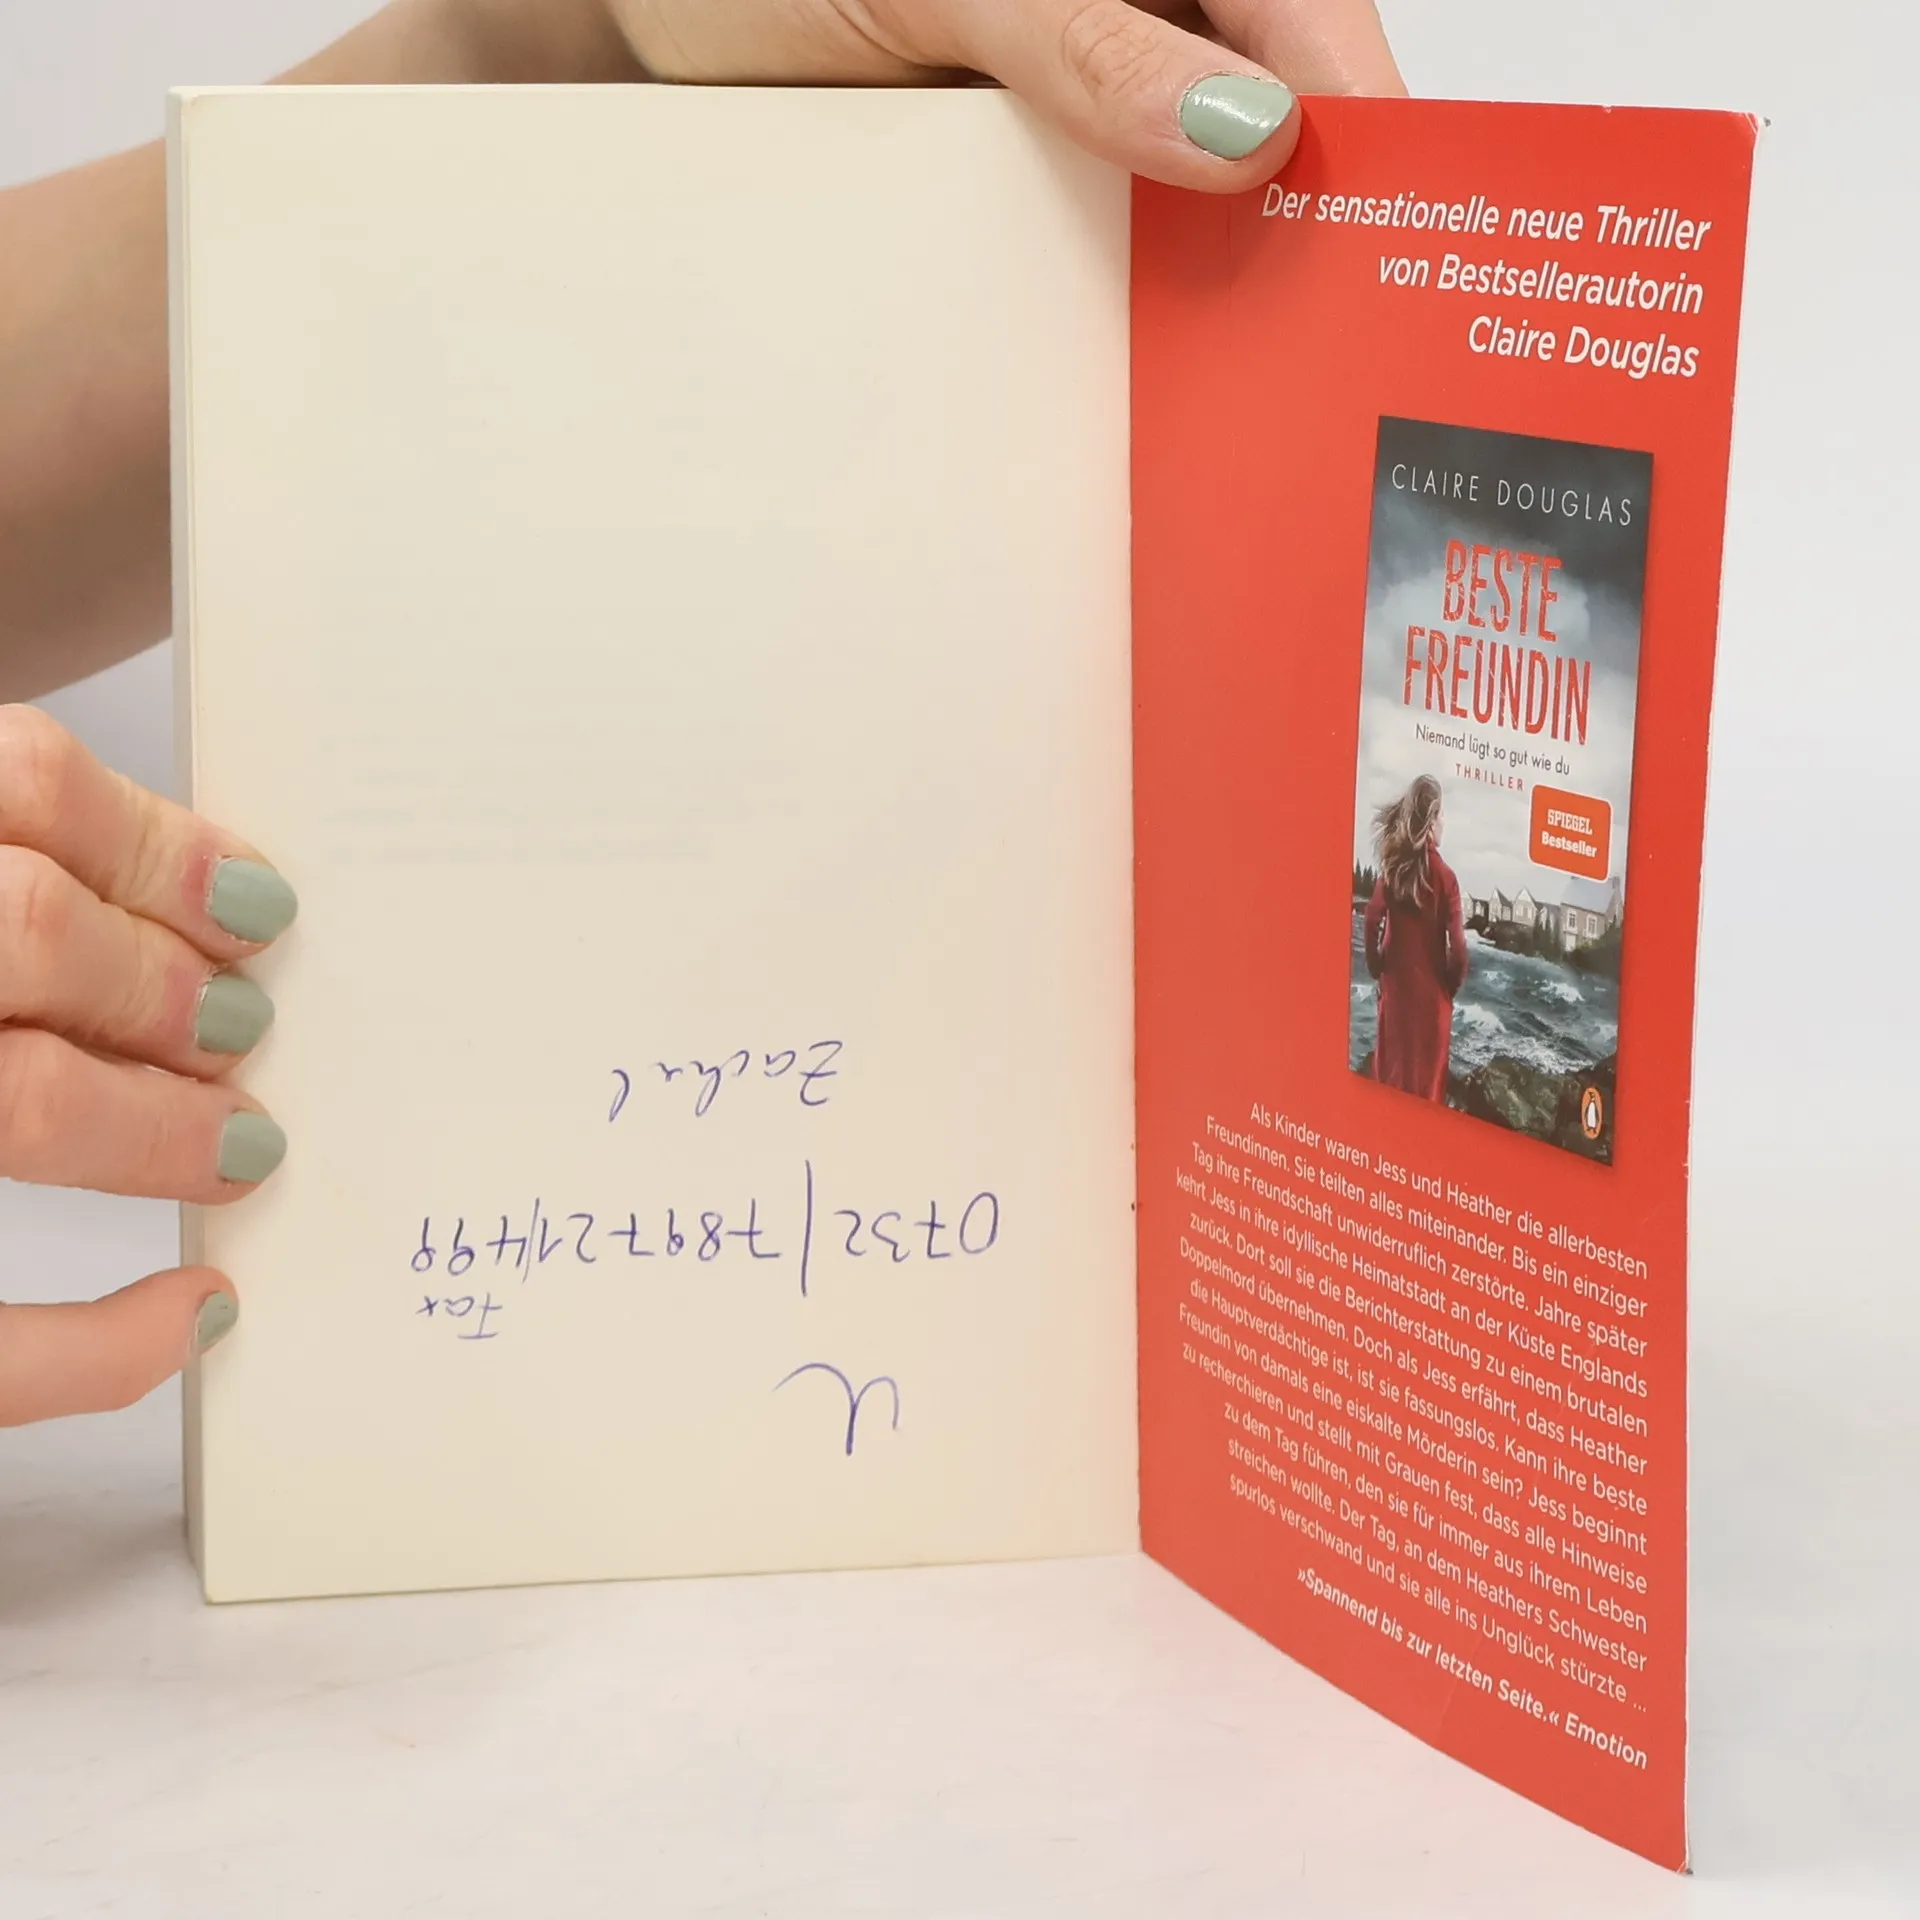 Fax
0732/789721/499
Der sensationelle neue Thriller
von Bestsellerautorin
Claire Douglas
CLAIRE DOUGLAS
BESTE
FREUNDIN
Niemand lügt so gut wie du
THRILLER
SPIEGEL
Bestseller
Als Kinder waren Jess und Heather die allerbesten
Freundinnen. Sie teilten alles miteinander. Bis ein einziger
Tag ihre Freundschaft unwiderruflich zerstörte. Jahre später
kehrt Jess in ihre idyllische Heimatstadt an der Küste Englands
zurück. Dort soll sie die Berichterstattung zu einem brutalen
Doppelmord übernehmen. Doch als Jess erfährt, dass Heather
die Hauptverdächtige ist, ist sie fassungslos. Kann ihre beste
Freundin von damals eine eiskalte Mörderin sein? Jess beginnt
zu recherchieren und stellt mit Grauen fest, dass alle Hinweise
zu dem Tag führen, den sie für immer aus ihrem Leben
streichen wollte. Der Tag, an dem Heathers Schwester
spurlos verschwand und sie alle ins Unglück stürzte ...
»Spannend bis zur letzten Seite.« Emotion